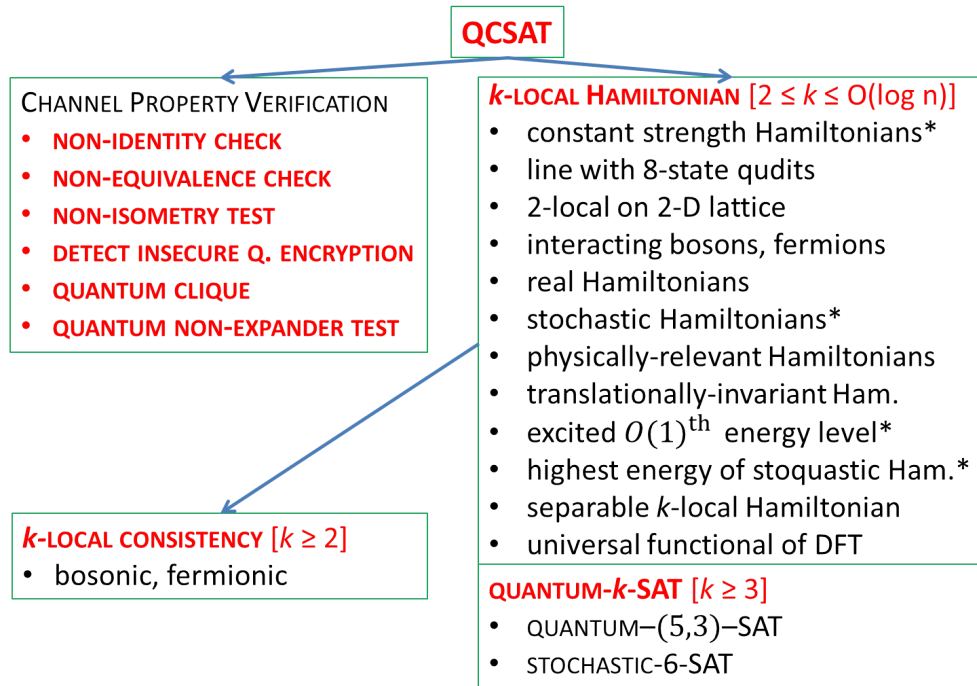 QCSAT
CHANNEL PROPERTY VERIFICATION
• NON-IDENTITY CHECK
• NON-EQUIVALENCE CHECK
• NON-ISOMETRY TEST
• DETECT INSECURE Q. ENCRYPTION
• QUANTUM CLIQUE
• QUANTUM NON-EXPANDER TEST
k-LOCAL HAMILTONIAN [2 ≤ k ≤ O(log n)]
• constant strength Hamiltonians*
• line with 8-state qudits
• 2-local on 2-D lattice
• interacting bosons, fermions
• real Hamiltonians
• stochastic Hamiltonians*
• physically-relevant Hamiltonians
• translationally-invariant Ham.
• excited O(1)th energy level*
• highest energy of stoquastic Ham.*
• separable k-local Hamiltonian
• universal functional of DFT
k-LOCAL CONSISTENCY [k ≥ 2]
• bosonic, fermionic
QUANTUM-k-SAT [k ≥ 3]
• QUANTUM–(5,3)–SAT
• STOCHASTIC-6-SAT